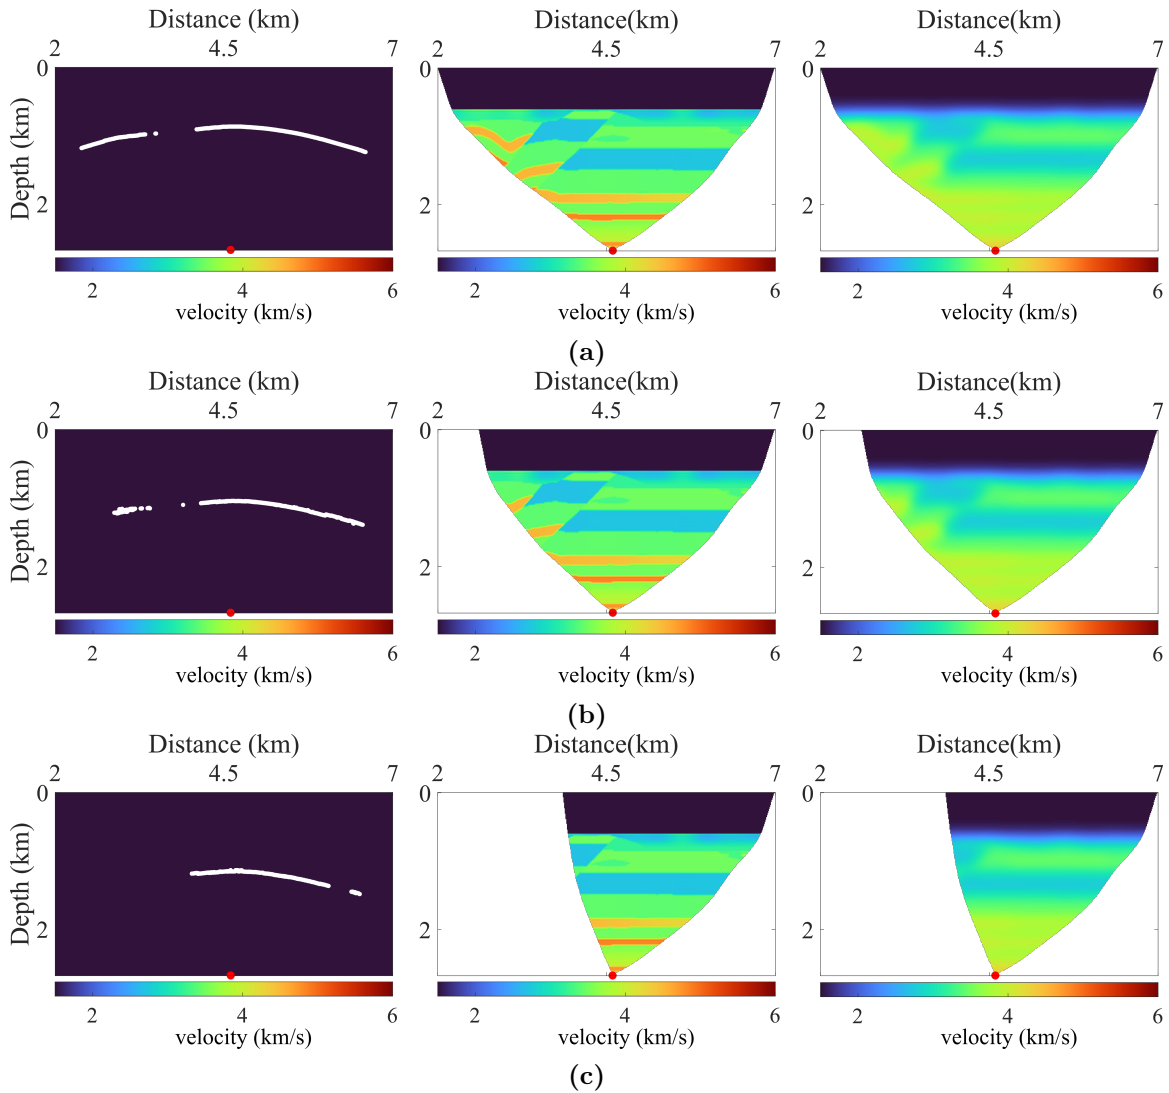 Distance (km) Distance(km) Distance(km)
2 4.5 7 2 4.5 7 2 4.5 7
0 0 0
Depth (km)
2 2 2
2 4 6 2 4 6 2 4 6
velocity (km/s) velocity (km/s) velocity (km/s)
(a)
Distance (km) Distance(km) Distance(km)
2 4.5 7 2 4.5 7 2 4.5 7
0 0 0
Depth (km)
2 2 2
2 4 6 2 4 6 2 4 6
velocity (km/s) velocity (km/s) velocity (km/s)
(b)
Distance (km) Distance(km) Distance(km)
2 4.5 7 2 4.5 7 2 4.5 7
0 0 0
Depth (km)
2 2 2
2 4 6 2 4 6 2 4 6
velocity (km/s) velocity (km/s) velocity (km/s)
(c)